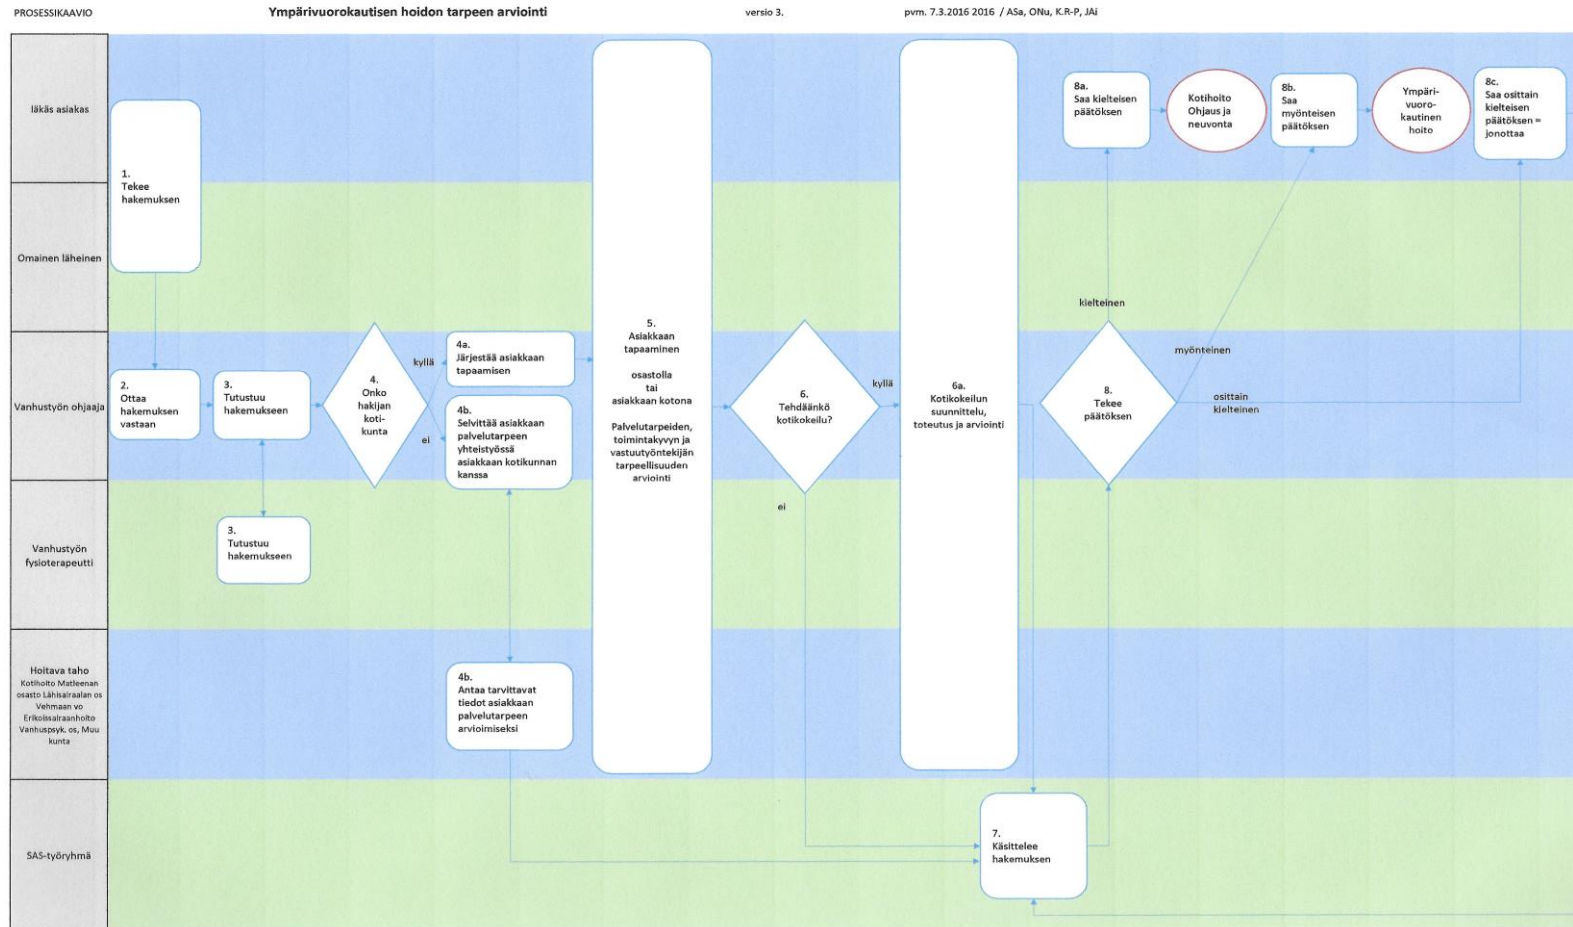 PROSESSIKAAVIO
Ympärivuorokautisen hoidon tarpeen arviointi
versio 3.
pvm. 7.3.2016 2016 / ASa, ONu, K.R-P, JAi
Iäkäs asiakas
Omainen läheinen
Vanhustyön ohjaaja
Vanhustyön
fysioterapeutti
Hoitava taho
Kotihoito Matleenan
osasto Lähisairaalan os
Vehmaan vo
Erikoissairaanhoito
Vanhuspsyk. os, Muu
kunta
SAS-työryhmä
1.
Tekee
hakemuksen
2.
Ottaa
hakemuksen
vastaan
3.
Tutustuu
hakemukseen
3.
Tutustuu
hakemukseen
4.
Onko
hakijan
koti-
kunta
kyllä
ei
4a.
Järjestää asiakkaan
tapaamisen
4b.
Selvittää asiakkaan
palvelutarpeen
yhteistyössä
asiakkaan kotikunnan
kanssa
4b.
Antaa tarvittavat
tiedot asiakkaan
palvelutarpeen
arvioimiseksi
5.
Asiakkaan
tapaaminen
osastolla
tai
asiakkaan kotona
Palvelutarpeiden,
toimintakyvyn ja
vastuutyöntekijän
tarpeellisuuden
arviointi
6.
Tehdäänkö
kotikokeilu?
kyllä
ei
6a.
Kotikokeilun
suunnittelu,
toteutus ja arviointi
7.
Käsittelee
hakemuksen
8.
Tekee
päätöksen
kielteinen
myönteinen
osittain
kielteinen
8a.
Saa kielteisen
päätöksen
Kotihoito
Ohjaus ja
neuvonta
8b.
Saa
myönteisen
päätöksen
Ympäri-
vuoro-
kautinen
hoito
8c.
Saa osittain
kielteisen
päätöksen =
jonottaa